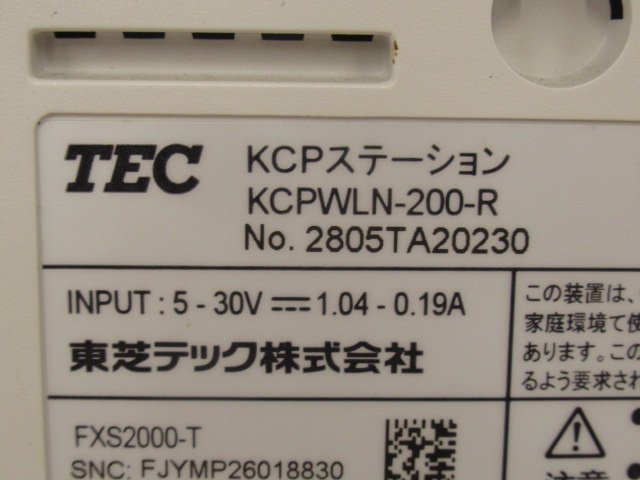 TEC
KCPステーション
KCPWLN-200-R
No. 2805TA20230
INPUT : 5 - 30V ⎓ 1.04 - 0.19A
東芝テック株式会社
FXS2000-T
SNC: FJYMP26018830
この装置は、
家庭環境で使
あります。この
るよう要求され
注意